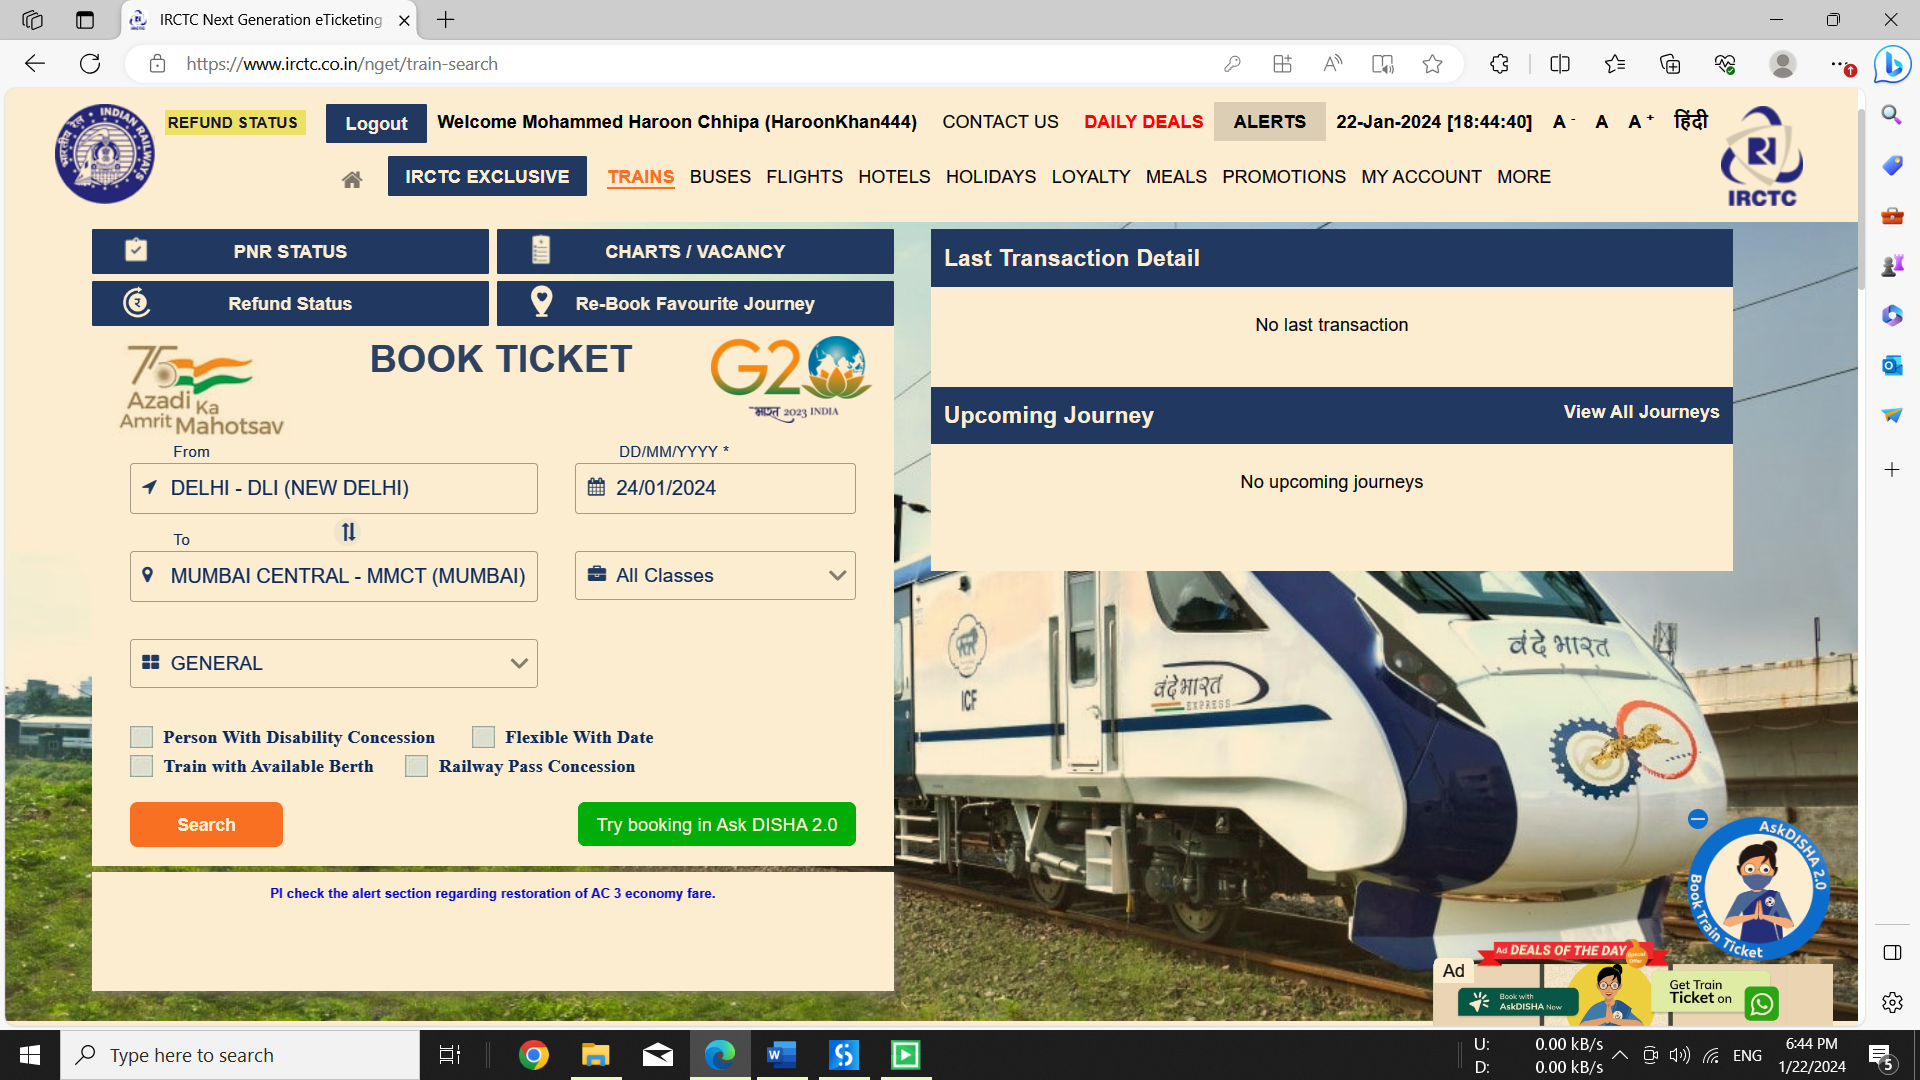 IRCTC Next Generation eTicketing
https://www.irctc.co.in/nget/train-search
INDIAN RAILWAYS
भारतीय रेल
REFUND STATUS
Logout
Welcome Mohammed Haroon Chhipa (HaroonKhan444)
CONTACT US
DAILY DEALS
ALERTS
22-Jan-2024 [18:44:40]
A - A A + हिंदी
IRCTC EXCLUSIVE
TRAINS BUSES FLIGHTS HOTELS HOLIDAYS LOYALTY MEALS PROMOTIONS MY ACCOUNT MORE
IRCTC
PNR STATUS
CHARTS / VACANCY
Refund Status
Re-Book Favourite Journey
Last Transaction Detail
No last transaction
Upcoming Journey
View All Journeys
No upcoming journeys
75
Azadi Ka
Amrit Mahotsav
BOOK TICKET
G20
भारत 2023 INDIA
From
DELHI - DLI (NEW DELHI)
DD/MM/YYYY *
24/01/2024
To
MUMBAI CENTRAL - MMCT (MUMBAI)
All Classes
GENERAL
Person With Disability Concession
Flexible With Date
Train with Available Berth
Railway Pass Concession
Search
Try booking in Ask DISHA 2.0
Pl check the alert section regarding restoration of AC 3 economy fare.
ICF
वंदे भारत
EXPRESS
वंदे भारत
AskDISHA 2.0
Book Train Ticket
Ad
Ad DEALS OF THE DAY
Special Offer
Book with
AskDISHA Now
Get Train
Ticket on
Type here to search
U: 0.00 kB/s
D: 0.00 kB/s
ENG
6:44 PM
1/22/2024
5